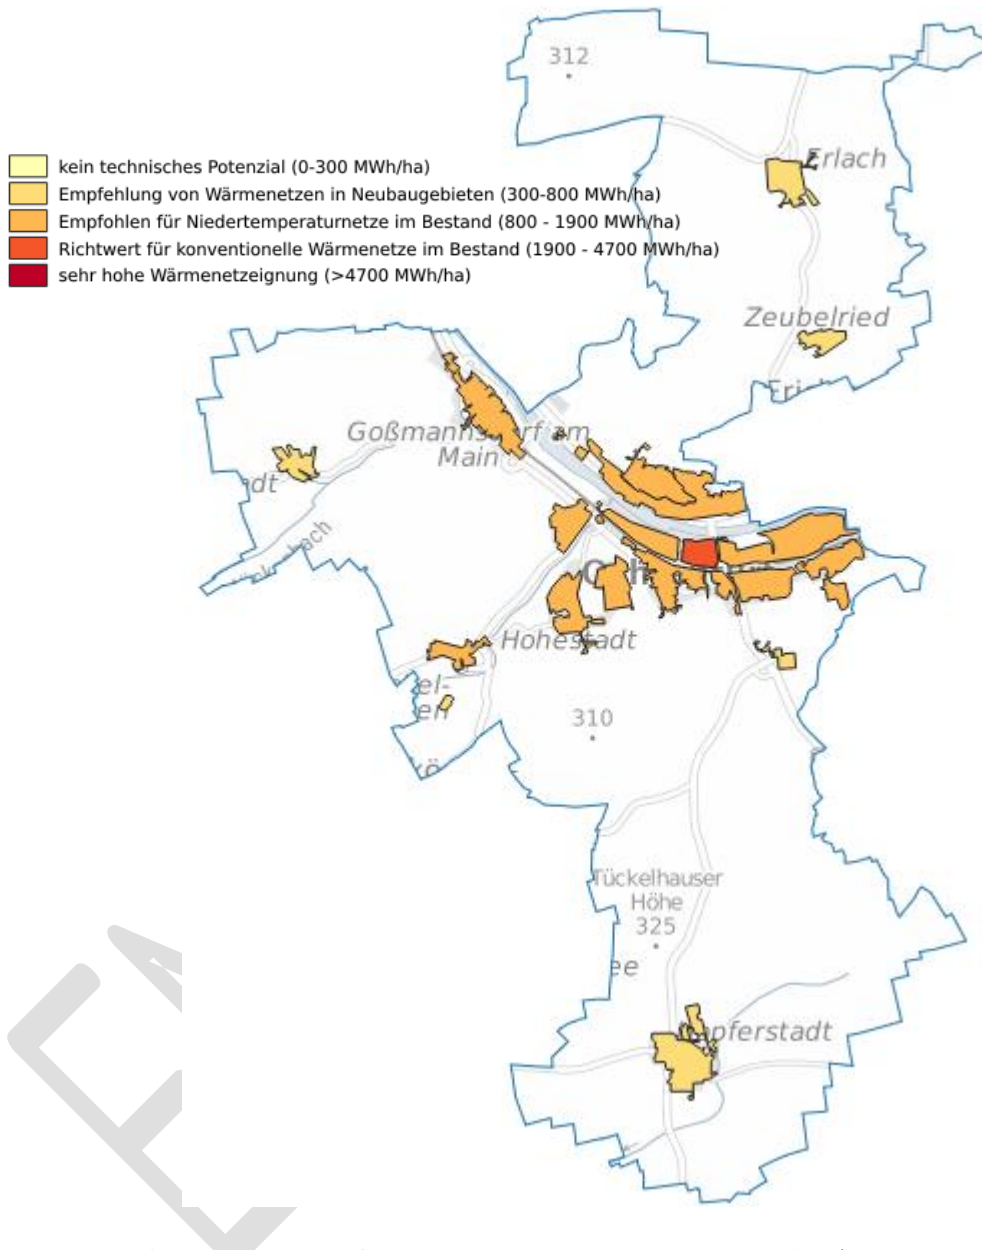 312
Erlach
kein technisches Potenzial (0-300 MWh/ha)
Empfehlung von Wärmenetzen in Neubaugebieten (300-800 MWh/ha)
Empfohlen für Niedertemperaturnetze im Bestand (800 - 1900 MWh/ha)
Richtwert für konventionelle Wärmenetze im Bestand (1900 - 4700 MWh/ha)
sehr hohe Wärmenetzeignung (>4700 MWh/ha)
Zeubelried
Goßmannsdorf am
Main
Hohestadt
310
Tückelhauser
Höhe
325